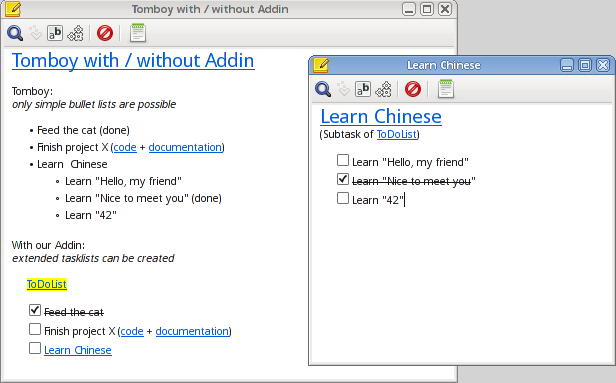 Tomboy with / without Addin
Tomboy with / without Addin
Tomboy:
only simple bullet lists are possible
• Feed the cat (done)
• Finish project X (code + documentation)
• Learn Chinese
◦ Learn "Hello, my friend"
◦ Learn "Nice to meet you" (done)
◦ Learn "42"
With our Addin:
extended tasklists can be created
ToDoList
Feed the cat
Finish project X (code + documentation)
Learn Chinese
Learn Chinese
Learn Chinese
(Subtask of ToDoList)
Learn "Hello, my friend"
Learn "Nice to meet you"
Learn "42"